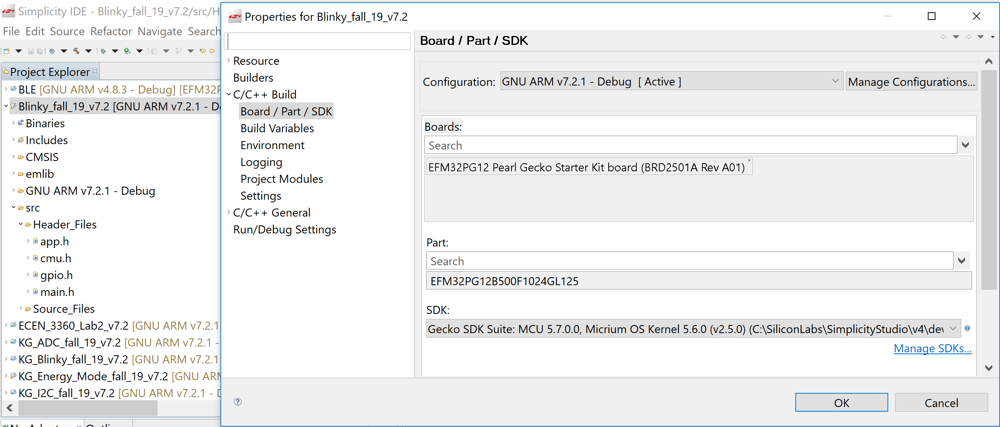 Simplicity IDE - Blinky_fall_19_v7.2/src/H
File Edit Source Refactor Navigate Search
Project Explorer
BLE [GNU ARM v4.8.3 - Debug] [EFM32P
Blinky_fall_19_v7.2 [GNU ARM v7.2.1 - De
Binaries
Includes
CMSIS
emlib
GNU ARM v7.2.1 - Debug
src
Header_Files
app.h
cmu.h
gpio.h
main.h
Source_Files
ECEN_3360_Lab2_v7.2 [GNU ARM v7.2.1
KG_ADC_fall_19_v7.2 [GNU ARM v7.2.1 -
KG_Blinky_fall_19_v7.2 [GNU ARM v7.2.1
KG_Energy_Mode_fall_19_v7.2 [GNU ARM
KG_I2C_fall_19_v7.2 [GNU ARM v7.2.1 - D
Properties for Blinky_fall_19_v7.2
Resource
Builders
C/C++ Build
Board / Part / SDK
Build Variables
Environment
Logging
Project Modules
Settings
C/C++ General
Run/Debug Settings
Board / Part / SDK
Configuration: GNU ARM v7.2.1 - Debug [ Active ] Manage Configurations...
Boards:
Search
EFM32PG12 Pearl Gecko Starter Kit board (BRD2501A Rev A01)
Part:
Search
EFM32PG12B500F1024GL125
SDK:
Gecko SDK Suite: MCU 5.7.0.0, Micrium OS Kernel 5.6.0 (v2.5.0) (C:\SiliconLabs\SimplicityStudio\v4\dev
Manage SDKs...
OK Cancel